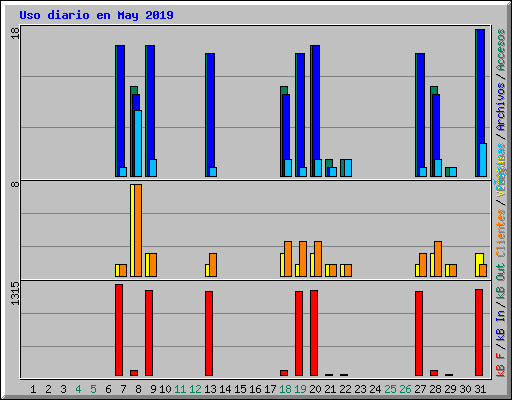 Uso diario en May 2019
18
8
1315
Accesos
/ Archivos /
Páginas
Visitas /
Clientes
kB F / kB In / kB Out
1 2 3 4 5 6 7 8 9 10 11 12 13 14 15 16 17 18 19 20 21 22 23 24 25 26 27 28 29 30 31